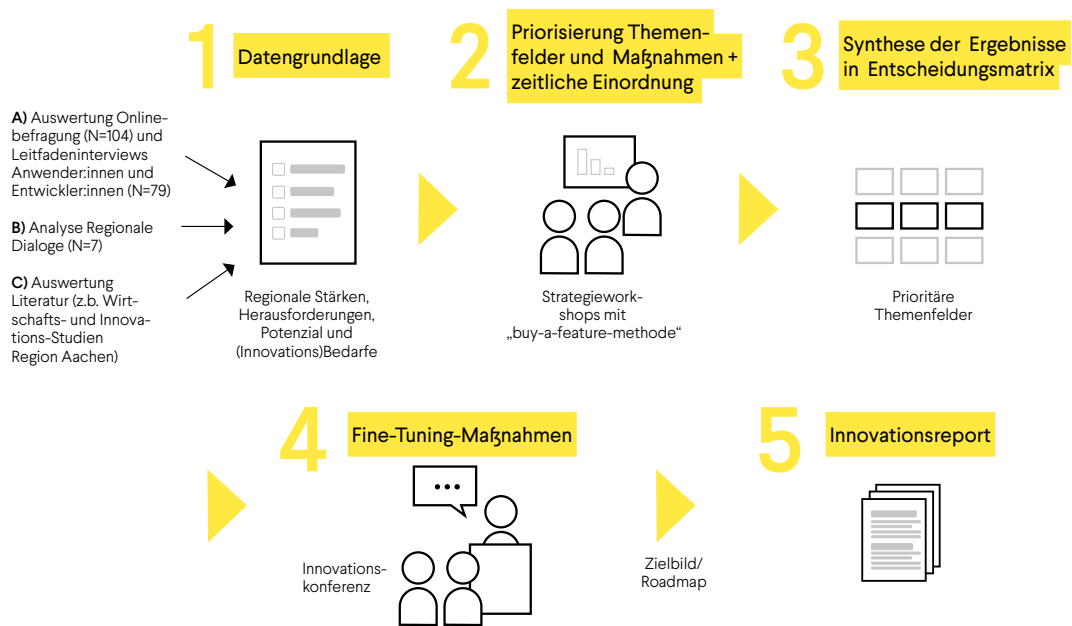 1 Datengrundlage
A) Auswertung Online-
befragung (N=104) und
Leitfadeninterviews
Anwender:innen und
Entwickler:innen (N=79)
B) Analyse Regionale
Dialoge (N=7)
C) Auswertung
Literatur (z.b. Wirt-
schafts- und Innova-
tions-Studien
Region Aachen)
Regionale Stärken,
Herausforderungen,
Potenzial und
(Innovations)Bedarfe
2
Priorisierung Themen-
felder und Maßnahmen +
zeitliche Einordnung
Strategiework-
shops mit
„buy-a-feature-methode“
3
Synthese der Ergebnisse
in Entscheidungsmatrix
Prioritäre
Themenfelder
4 Fine-Tuning-Maßnahmen
Innovations-
konferenz
Zielbild/
Roadmap
5 Innovationsreport